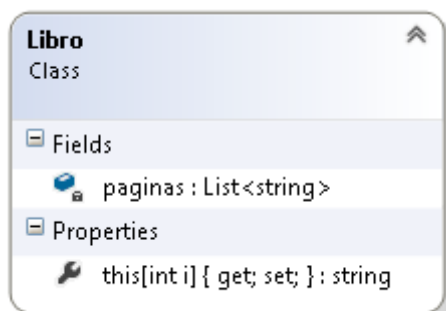 Libro
Class
Fields
paginas : List<string>
Properties
this[int i] { get; set; } : string